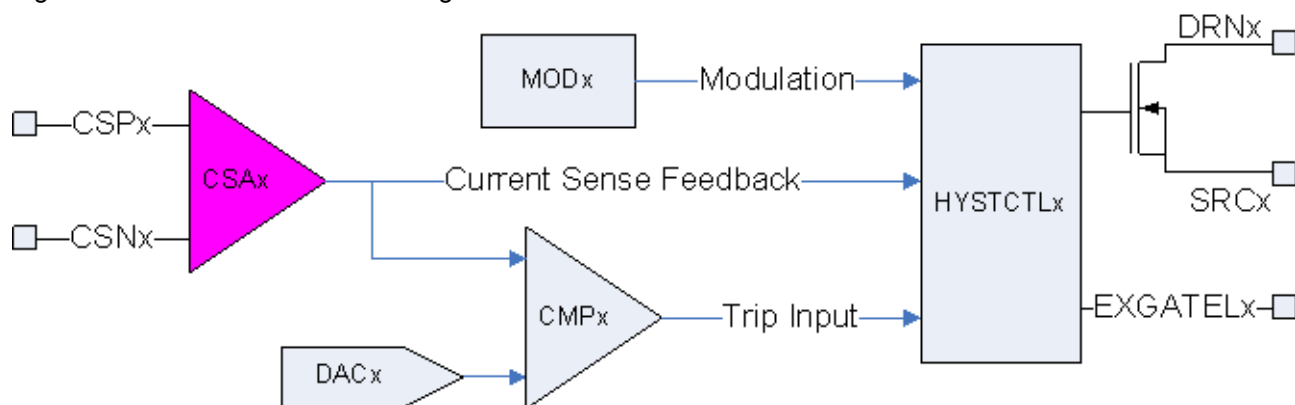 DRNx
MODx
Modulation
CSPx
CSAx
Current Sense Feedback
HYSTCTLx
SRCx
CSNx
CMPx
Trip Input
EXGATELx
DACx